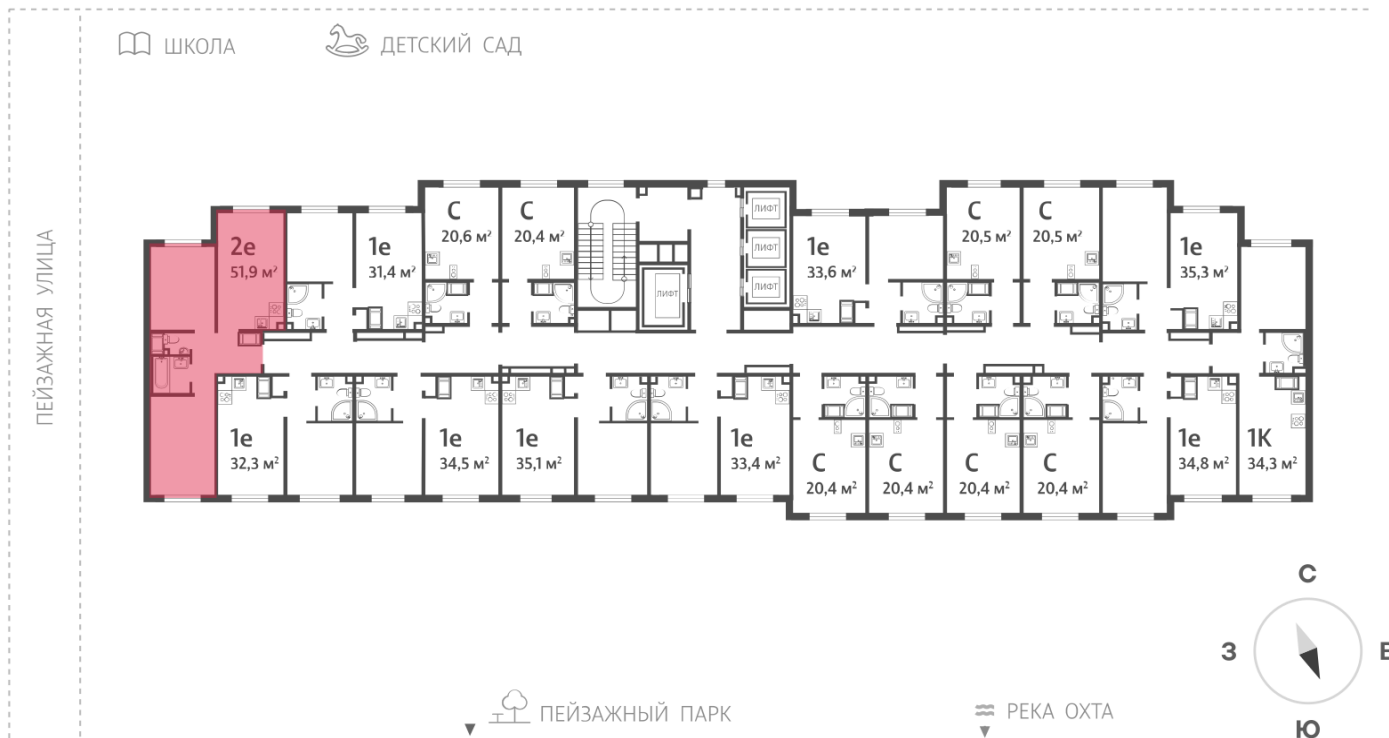 ШКОЛА
ДЕТСКИЙ САД
ПЕЙЗАЖНАЯ УЛИЦА
2е
51,9 м²
1е
31,4 м²
С
20,6 м²
С
20,4 м²
ЛИФТ
ЛИФТ
ЛИФТ
ЛИФТ
1е
33,6 м²
С
20,5 м²
С
20,5 м²
1е
35,3 м²
1е
32,3 м²
1е
34,5 м²
1е
35,1 м²
1е
33,4 м²
С
20,4 м²
С
20,4 м²
С
20,4 м²
С
20,4 м²
1е
34,8 м²
1К
34,3 м²
С
З
В
Ю
ПЕЙЗАЖНЫЙ ПАРК
РЕКА ОХТА